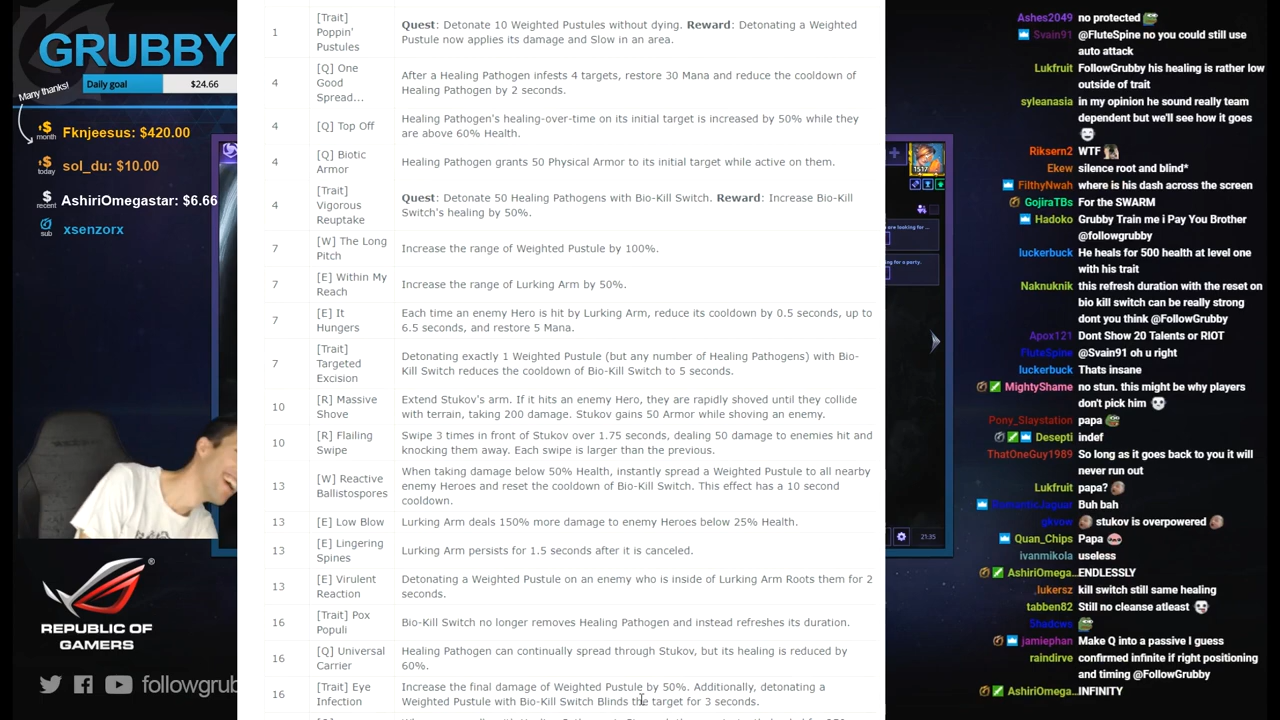 GRUBBY
Many thanks!
Daily goal $24.66
$ month Fknjeesus: $420.00
$ today sol_du: $10.00
$ recent AshiriOmegastar: $6.66
sub xsenzorx
REPUBLIC OF
GAMERS
®
followgrub
1 [Trait] Poppin' Pustules Quest: Detonate 10 Weighted Pustules without dying. Reward: Detonating a Weighted
Pustule now applies its damage and Slow in an area.
4 [Q] One Good Spread... After a Healing Pathogen infests 4 targets, restore 30 Mana and reduce the cooldown of
Healing Pathogen by 2 seconds.
4 [Q] Top Off Healing Pathogen's healing-over-time on its initial target is increased by 50% while they
are above 60% Health.
4 [Q] Biotic Armor Healing Pathogen grants 50 Physical Armor to its initial target while active on them.
4 [Trait] Vigorous Reuptake Quest: Detonate 50 Healing Pathogens with Bio-Kill Switch. Reward: Increase Bio-Kill
Switch's healing by 50%.
7 [W] The Long Pitch Increase the range of Weighted Pustule by 100%.
7 [E] Within My Reach Increase the range of Lurking Arm by 50%.
7 [E] It Hungers Each time an enemy Hero is hit by Lurking Arm, reduce its cooldown by 0.5 seconds, up to
6.5 seconds, and restore 5 Mana.
7 [Trait] Targeted Excision Detonating exactly 1 Weighted Pustule (but any number of Healing Pathogens) with Bio-
Kill Switch reduces the cooldown of Bio-Kill Switch to 5 seconds.
10 [R] Massive Shove Extend Stukov's arm. If it hits an enemy Hero, they are rapidly shoved until they collide
with terrain, taking 200 damage. Stukov gains 50 Armor while shoving an enemy.
10 [R] Flailing Swipe Swipe 3 times in front of Stukov over 1.75 seconds, dealing 50 damage to enemies hit and
knocking them away. Each swipe is larger than the previous.
13 [W] Reactive Ballistospores When taking damage below 50% Health, instantly spread a Weighted Pustule to all nearby
enemy Heroes and reset the cooldown of Bio-Kill Switch. This effect has a 10 second
cooldown.
13 [E] Low Blow Lurking Arm deals 150% more damage to enemy Heroes below 25% Health.
13 [E] Lingering Spines Lurking Arm persists for 1.5 seconds after it is canceled.
13 [E] Virulent Reaction Detonating a Weighted Pustule on an enemy who is inside of Lurking Arm Roots them for 2
seconds.
16 [Trait] Pox Populi Bio-Kill Switch no longer removes Healing Pathogen and instead refreshes its duration.
16 [Q] Universal Carrier Healing Pathogen can continually spread through Stukov, but its healing is reduced by
60%.
16 [Trait] Eye Infection Increase the final damage of Weighted Pustule by 50%. Additionally, detonating a
Weighted Pustule with Bio-Kill Switch Blinds the target for 3 seconds.
1517
are looking for ...
ng for a party.
21:35
Ashes2049 no protected
Svain91 @FluteSpine no you could still use
auto attack
Lukfruit FollowGrubby his healing is rather low
outside of trait
syleanasia in my opinion he sound really team
dependent but we'll see how it goes
Riksern2 WTF
Ekew silence root and blind*
FilthyNwah where is his dash across the screen
GojiraTBs For the SWARM
Hadoko Grubby Train me i Pay You Brother
@followgrubby
luckerbuck He heals for 500 health at level one
with his trait
Naknuknik this refresh duration with the reset on
bio kill switch can be really strong
dont you think @FollowGrubby
Apox121 Dont Show 20 Talents or RIOT
FluteSpine @Svain91 oh u right
luckerbuck Thats insane
MightyShame no stun. this might be why players
don't pick him
Pony_Slaystation papa
Desepti indef
ThatOneGuy1989 So long as it goes back to you it will
never run out
Lukfruit papa?
Buh bah
gkvow stukov is overpowered
Quan_Chips Papa
ivanmikola useless
AshiriOmega... ENDLESSLY
lukersz kill switch still same healing
tabben82 Still no cleanse atleast
5hadcws
jamiephan Make Q into a passive I guess
raindirve confirmed infinite if right positioning
and timing @FollowGrubby
AshiriOmega... INFINITY